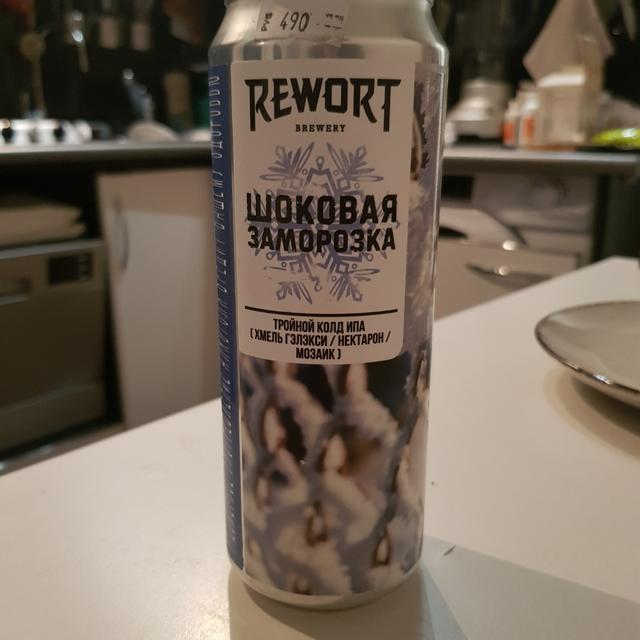 490
REWORT
BREWERY
ШОКОВАЯ
ЗАМОРОЗКА
ТРОЙНОЙ КОЛД ИПА
( ХМЕЛЬ ГЭЛЭКСИ / НЕКТАРОН /
МОЗАИК )